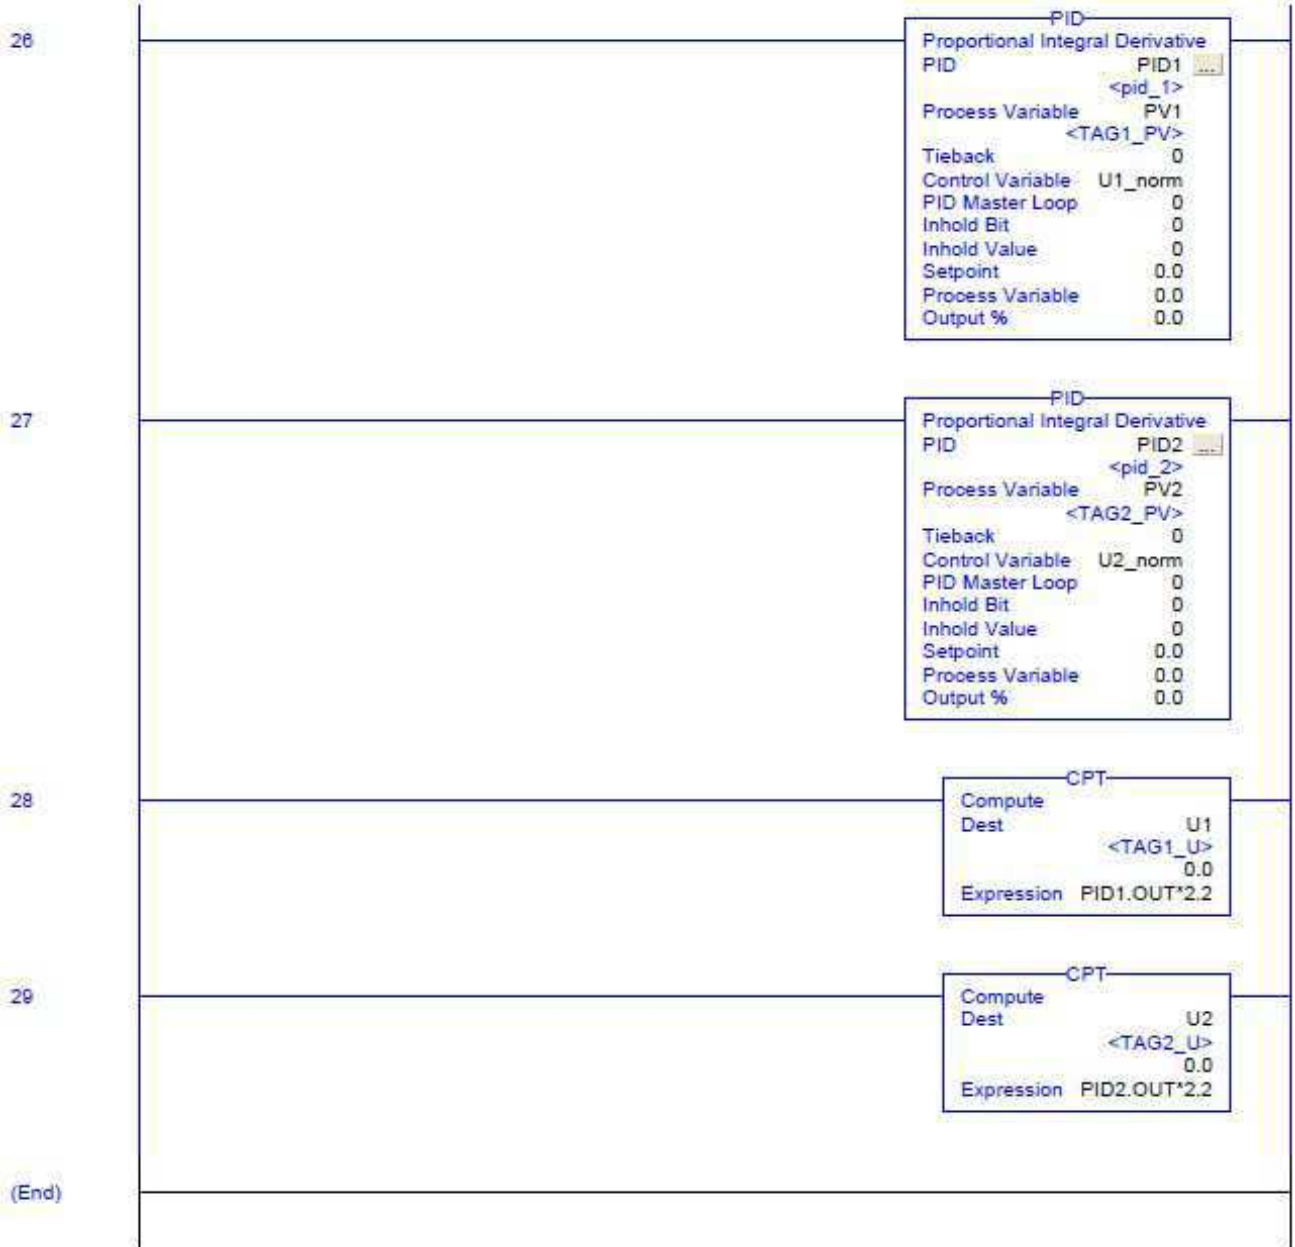 26
PID
Proportional Integral Derivative
PID PID1 ...
<pid_1>
Process Variable PV1
<TAG1_PV>
Tieback 0
Control Variable U1_norm
PID Master Loop 0
Inhold Bit 0
Inhold Value 0
Setpoint 0.0
Process Variable 0.0
Output % 0.0
27
PID
Proportional Integral Derivative
PID PID2 ...
<pid_2>
Process Variable PV2
<TAG2_PV>
Tieback 0
Control Variable U2_norm
PID Master Loop 0
Inhold Bit 0
Inhold Value 0
Setpoint 0.0
Process Variable 0.0
Output % 0.0
28
CPT
Compute
Dest U1
<TAG1_U>
0.0
Expression PID1.OUT*2.2
29
CPT
Compute
Dest U2
<TAG2_U>
0.0
Expression PID2.OUT*2.2
(End)